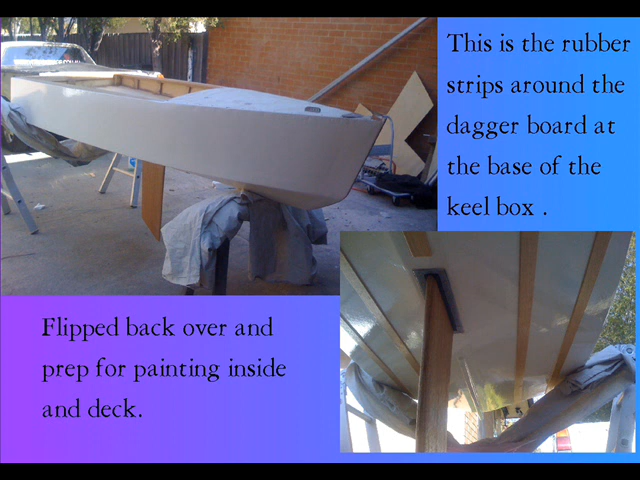 This is the rubber
strips around the
dagger board at
the base of the
keel box .
Flipped back over and
prep for painting inside
and deck.